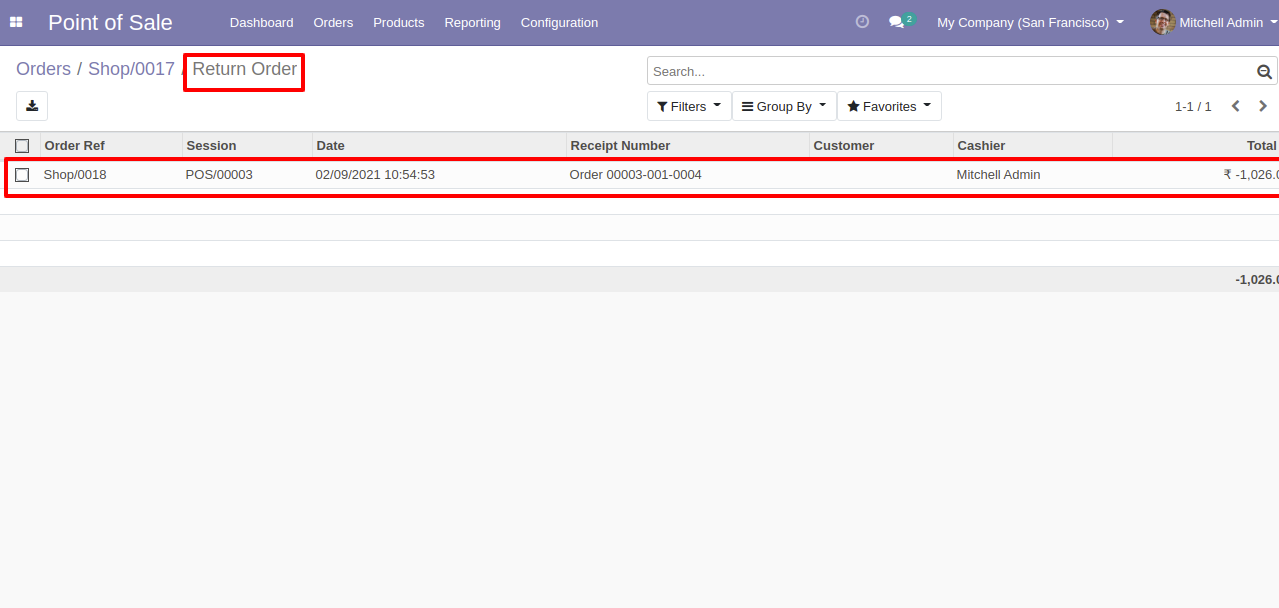 Point of Sale Dashboard Orders Products Reporting Configuration 2 My Company (San Francisco) Mitchell Admin
Orders / Shop/0017 / Return Order
Search...
Filters Group By Favorites 1-1 / 1
Order Ref Session Date Receipt Number Customer Cashier Total
Shop/0018 POS/00003 02/09/2021 10:54:53 Order 00003-001-0004 Mitchell Admin ₹ -1,026.0
-1,026.0